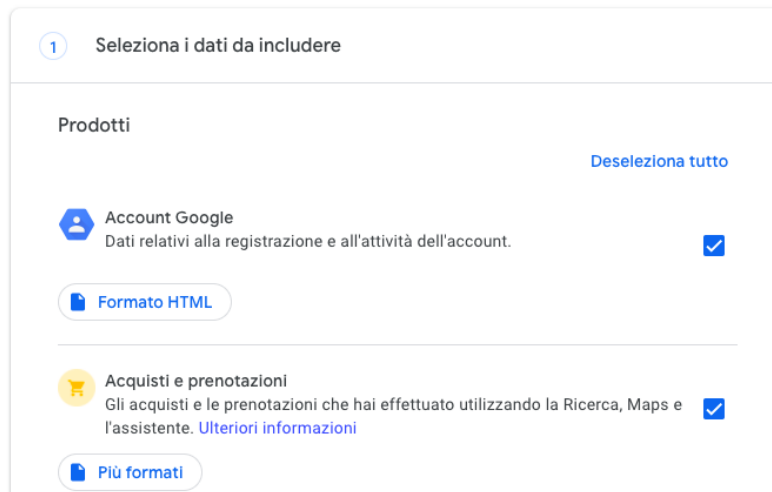 1 Seleziona i dati da includere
Prodotti
Deseleziona tutto
Account Google
Dati relativi alla registrazione e all'attività dell'account.
Formato HTML
Acquisti e prenotazioni
Gli acquisti e le prenotazioni che hai effettuato utilizzando la Ricerca, Maps e
l'assistente. Ulteriori informazioni
Più formati